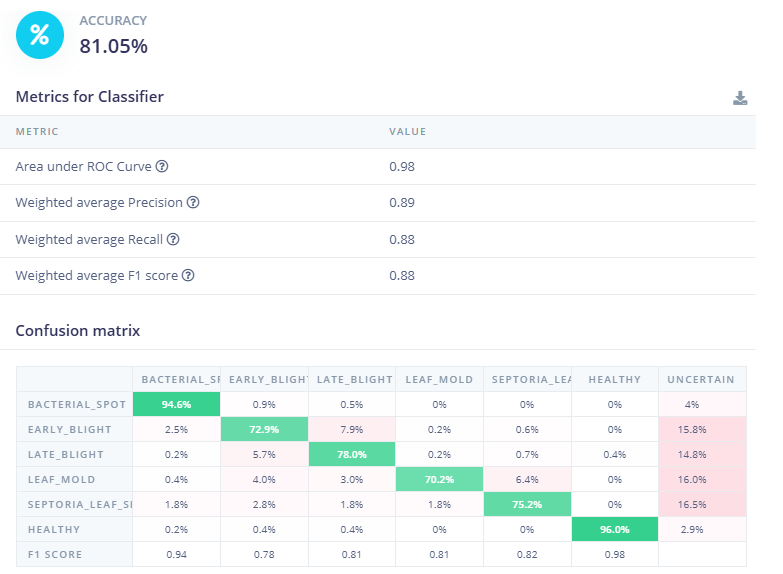 %
ACCURACY
81.05%
Metrics for Classifier
METRIC VALUE
Area under ROC Curve ? 0.98
Weighted average Precision ? 0.89
Weighted average Recall ? 0.88
Weighted average F1 score ? 0.88
Confusion matrix
BACTERIAL_SP EARLY_BLIGHT LATE_BLIGHT LEAF_MOLD SEPTORIA_LEA HEALTHY UNCERTAIN
BACTERIAL_SPOT 94.6% 0.9% 0.5% 0% 0% 0% 4%
EARLY_BLIGHT 2.5% 72.9% 7.9% 0.2% 0.6% 0% 15.8%
LATE_BLIGHT 0.2% 5.7% 78.0% 0.2% 0.7% 0.4% 14.8%
LEAF_MOLD 0.4% 4.0% 3.0% 70.2% 6.4% 0% 16.0%
SEPTORIA_LEAF_SP 1.8% 2.8% 1.8% 1.8% 75.2% 0% 16.5%
HEALTHY 0.2% 0.4% 0.4% 0% 0% 96.0% 2.9%
F1 SCORE 0.94 0.78 0.81 0.81 0.82 0.98